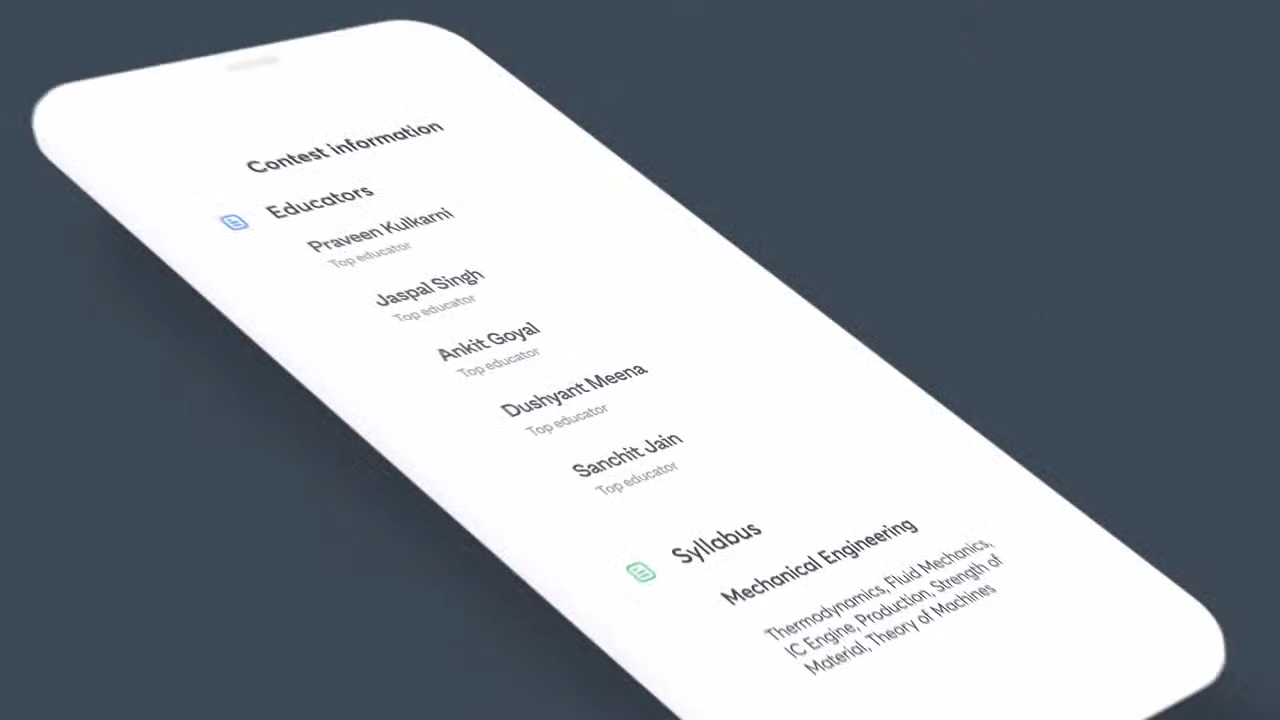 Contest information
Educators
Praveen Kulkarni
Top educator
Jaspal Singh
Top educator
Ankit Goyal
Top educator
Dushyant Meena
Top educator
Sanchit Jain
Top educator
Syllabus
Mechanical Engineering
Thermodynamics, Fluid Mechanics,
IC Engine, Production, Strength of
Material, Theory of Machines